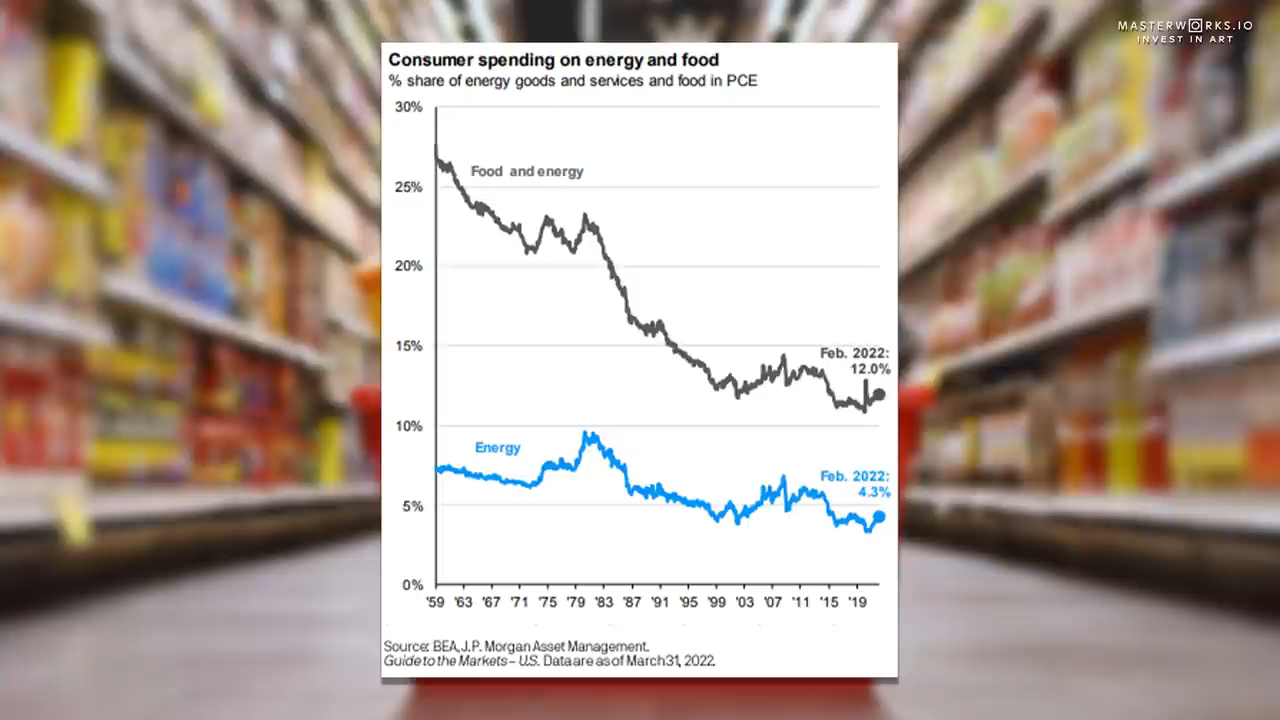 MASTERWORKS.IO
INVEST IN ART
Consumer spending on energy and food
% share of energy goods and services and food in PCE
30%
25%
20%
15%
10%
5%
0%
Food and energy
Feb. 2022:
12.0%
Energy
Feb. 2022:
4.3%
'59 '63 '67 '71 '75 '79 '83 '87 '91 '95 '99 '03 '07 '11 '15 '19
Source: BEA, J.P. Morgan Asset Management.
Guide to the Markets – U.S. Data are as of March 31, 2022.